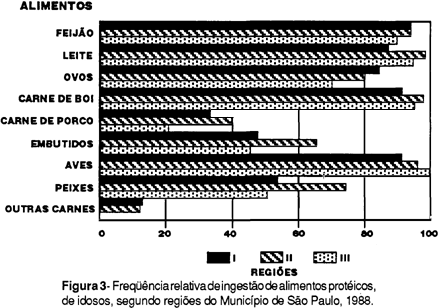 ALIMENTOS
FEIJÃO
LEITE
OVOS
CARNE DE BOI
CARNE DE PORCO
EMBUTIDOS
AVES
PEIXES
OUTRAS CARNES
0 20 40 60 80 100
I II III
REGIÕES
Figura 3- Freqüência relativa de ingestão de alimentos protéicos,
de idosos, segundo regiões do Município de São Paulo, 1988.